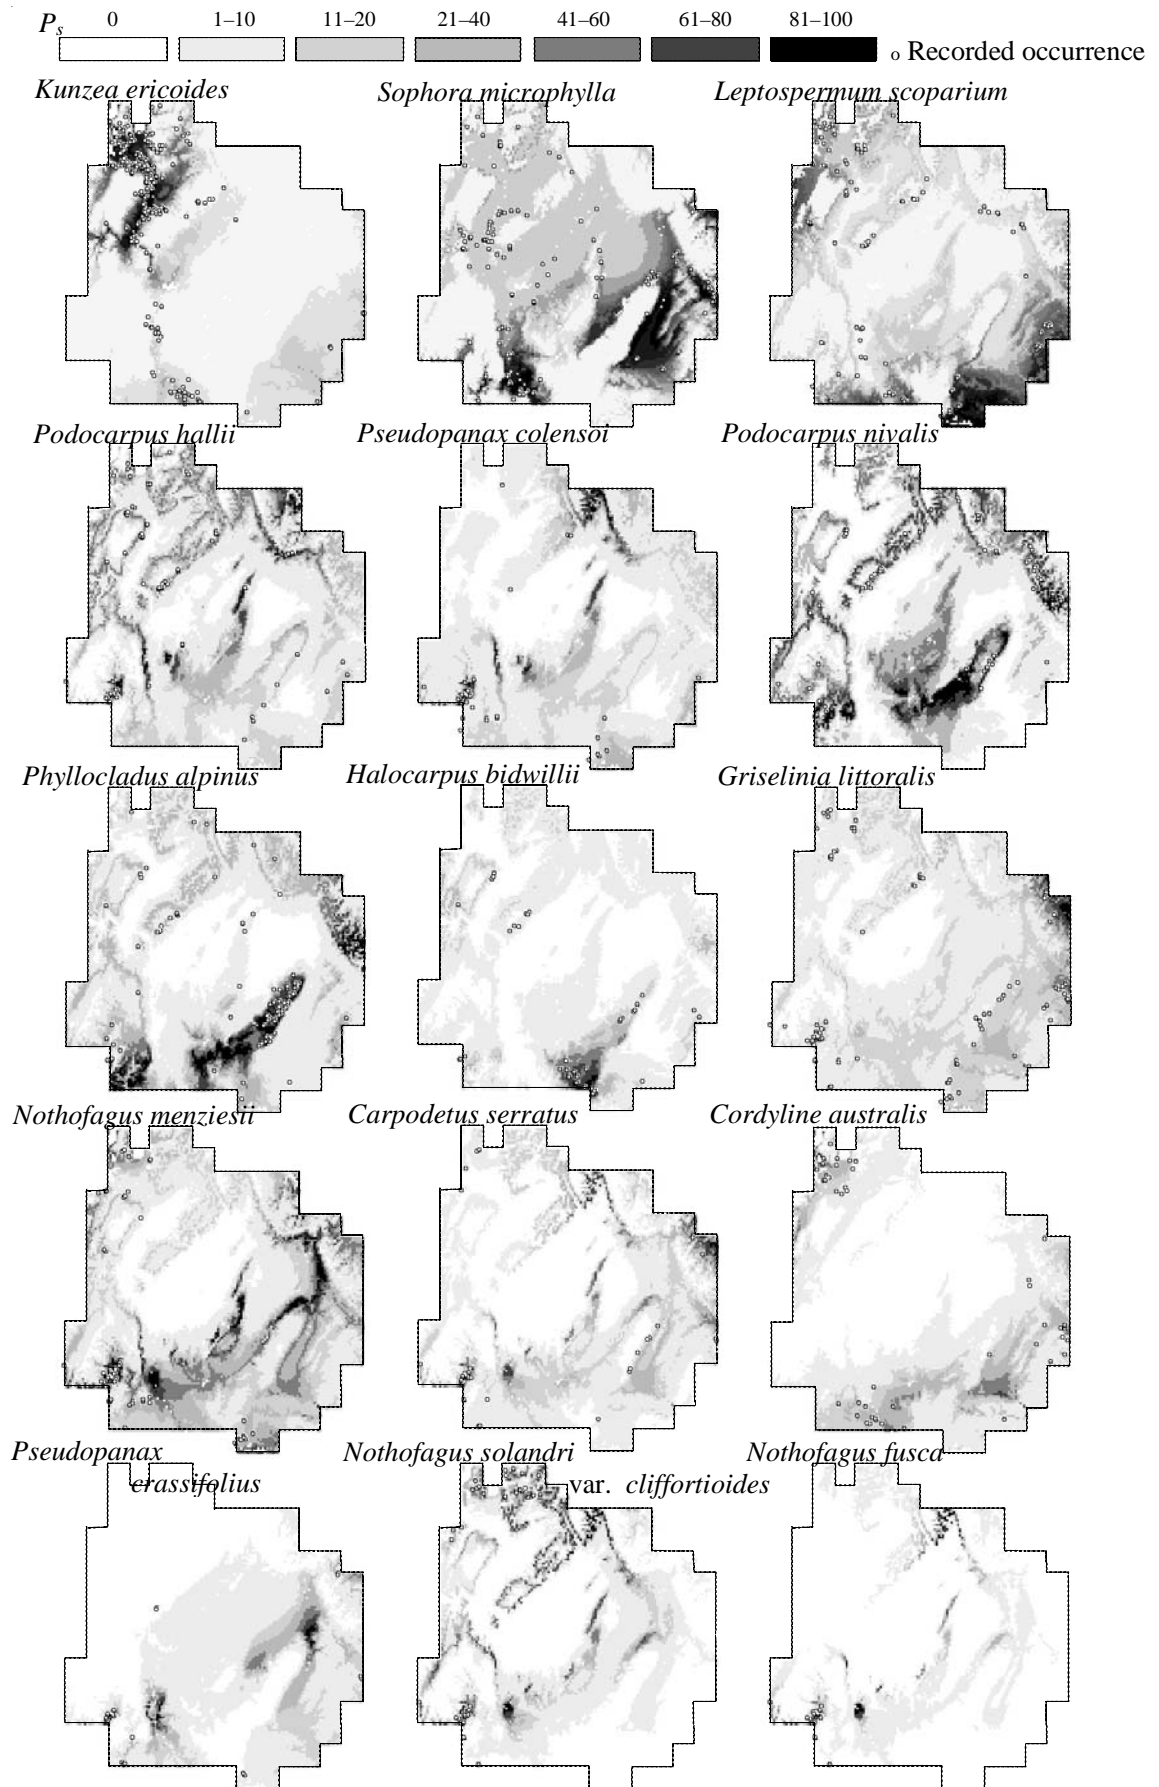 Ps 0 1–10 11–20 21–40 41–60 61–80 81–100
o Recorded occurrence
Kunzea ericoides Sophora microphylla Leptospermum scoparium
Podocarpus hallii Pseudopanax colensoi Podocarpus nivalis
Phyllocladus alpinus Halocarpus bidwillii Griselinia littoralis
Nothofagus menziesii Carpodetus serratus Cordyline australis
Pseudopanax Nothofagus solandri Nothofagus fusca
crassifolius var. cliffortioides